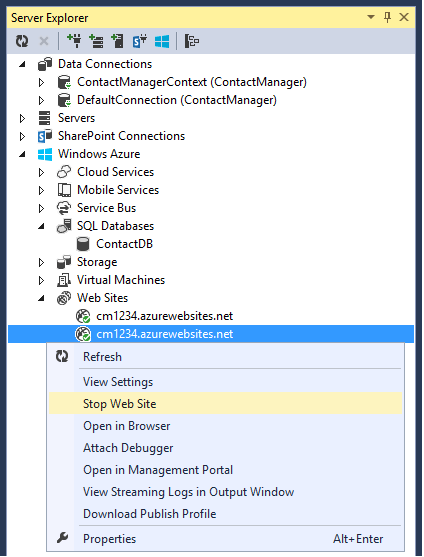 Server Explorer
Data Connections
ContactManagerContext (ContactManager)
DefaultConnection (ContactManager)
Servers
SharePoint Connections
Windows Azure
Cloud Services
Mobile Services
Service Bus
SQL Databases
ContactDB
Storage
Virtual Machines
Web Sites
cm1234.azurewebsites.net
cm1234.azurewebsites.net
Refresh
View Settings
Stop Web Site
Open in Browser
Attach Debugger
Open in Management Portal
View Streaming Logs in Output Window
Download Publish Profile
Properties Alt+Enter